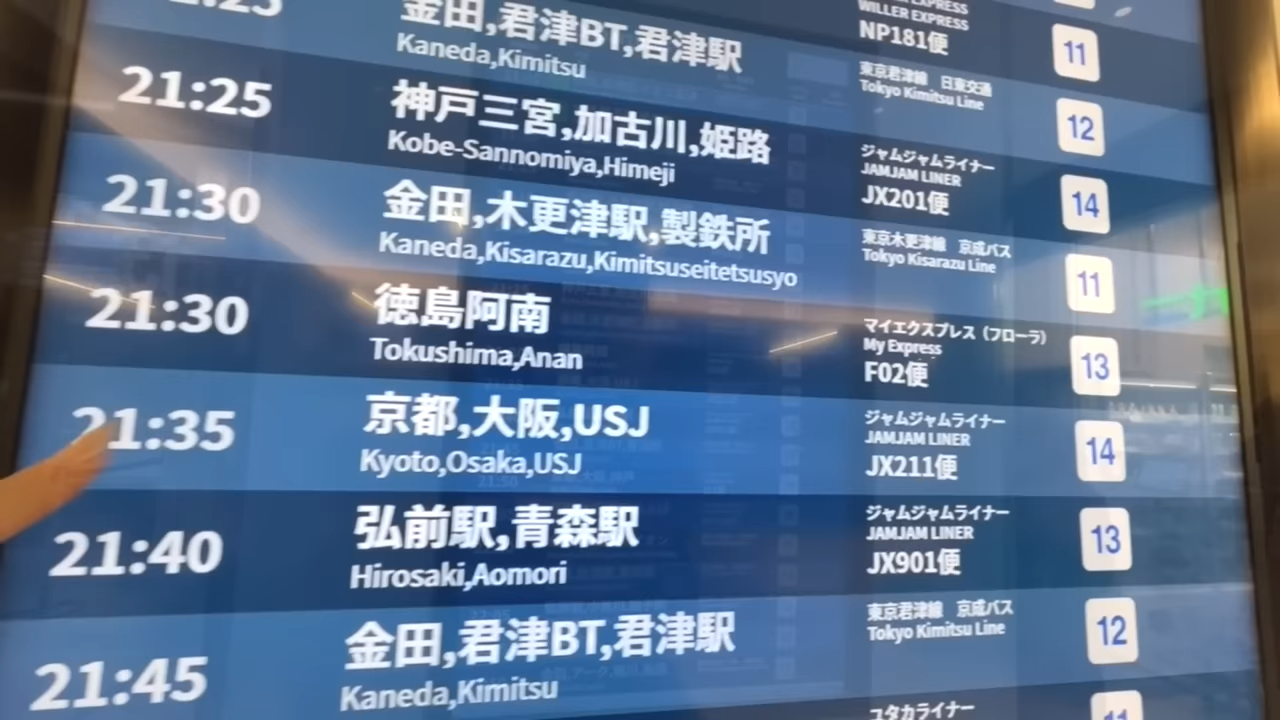 WILLER EXPRESS
NP181便
11
:25
金田,君津BT,君津駅
Kaneda,Kimitsu
東京君津線 日東交通
Tokyo Kimitsu Line
12
21:25
神戸三宮,加古川,姫路
Kobe-Sannomiya,Himeji
ジャムジャムライナー
JAMJAM LINER
JX201便
14
21:30
金田,木更津駅,製鉄所
Kaneda,Kisarazu,Kimitsuseitetsusyo
東京木更津線 京成バス
Tokyo Kisarazu Line
11
21:30
徳島阿南
Tokushima,Anan
マイエクスプレス（フローラ）
My Express
F02便
13
21:35
京都,大阪,USJ
Kyoto,Osaka,USJ
ジャムジャムライナー
JAMJAM LINER
JX211便
14
21:40
弘前駅,青森駅
Hirosaki,Aomori
ジャムジャムライナー
JAMJAM LINER
JX901便
13
21:45
金田,君津BT,君津駅
Kaneda,Kimitsu
東京君津線 京成バス
Tokyo Kimitsu Line
12
ユタカライナー
11